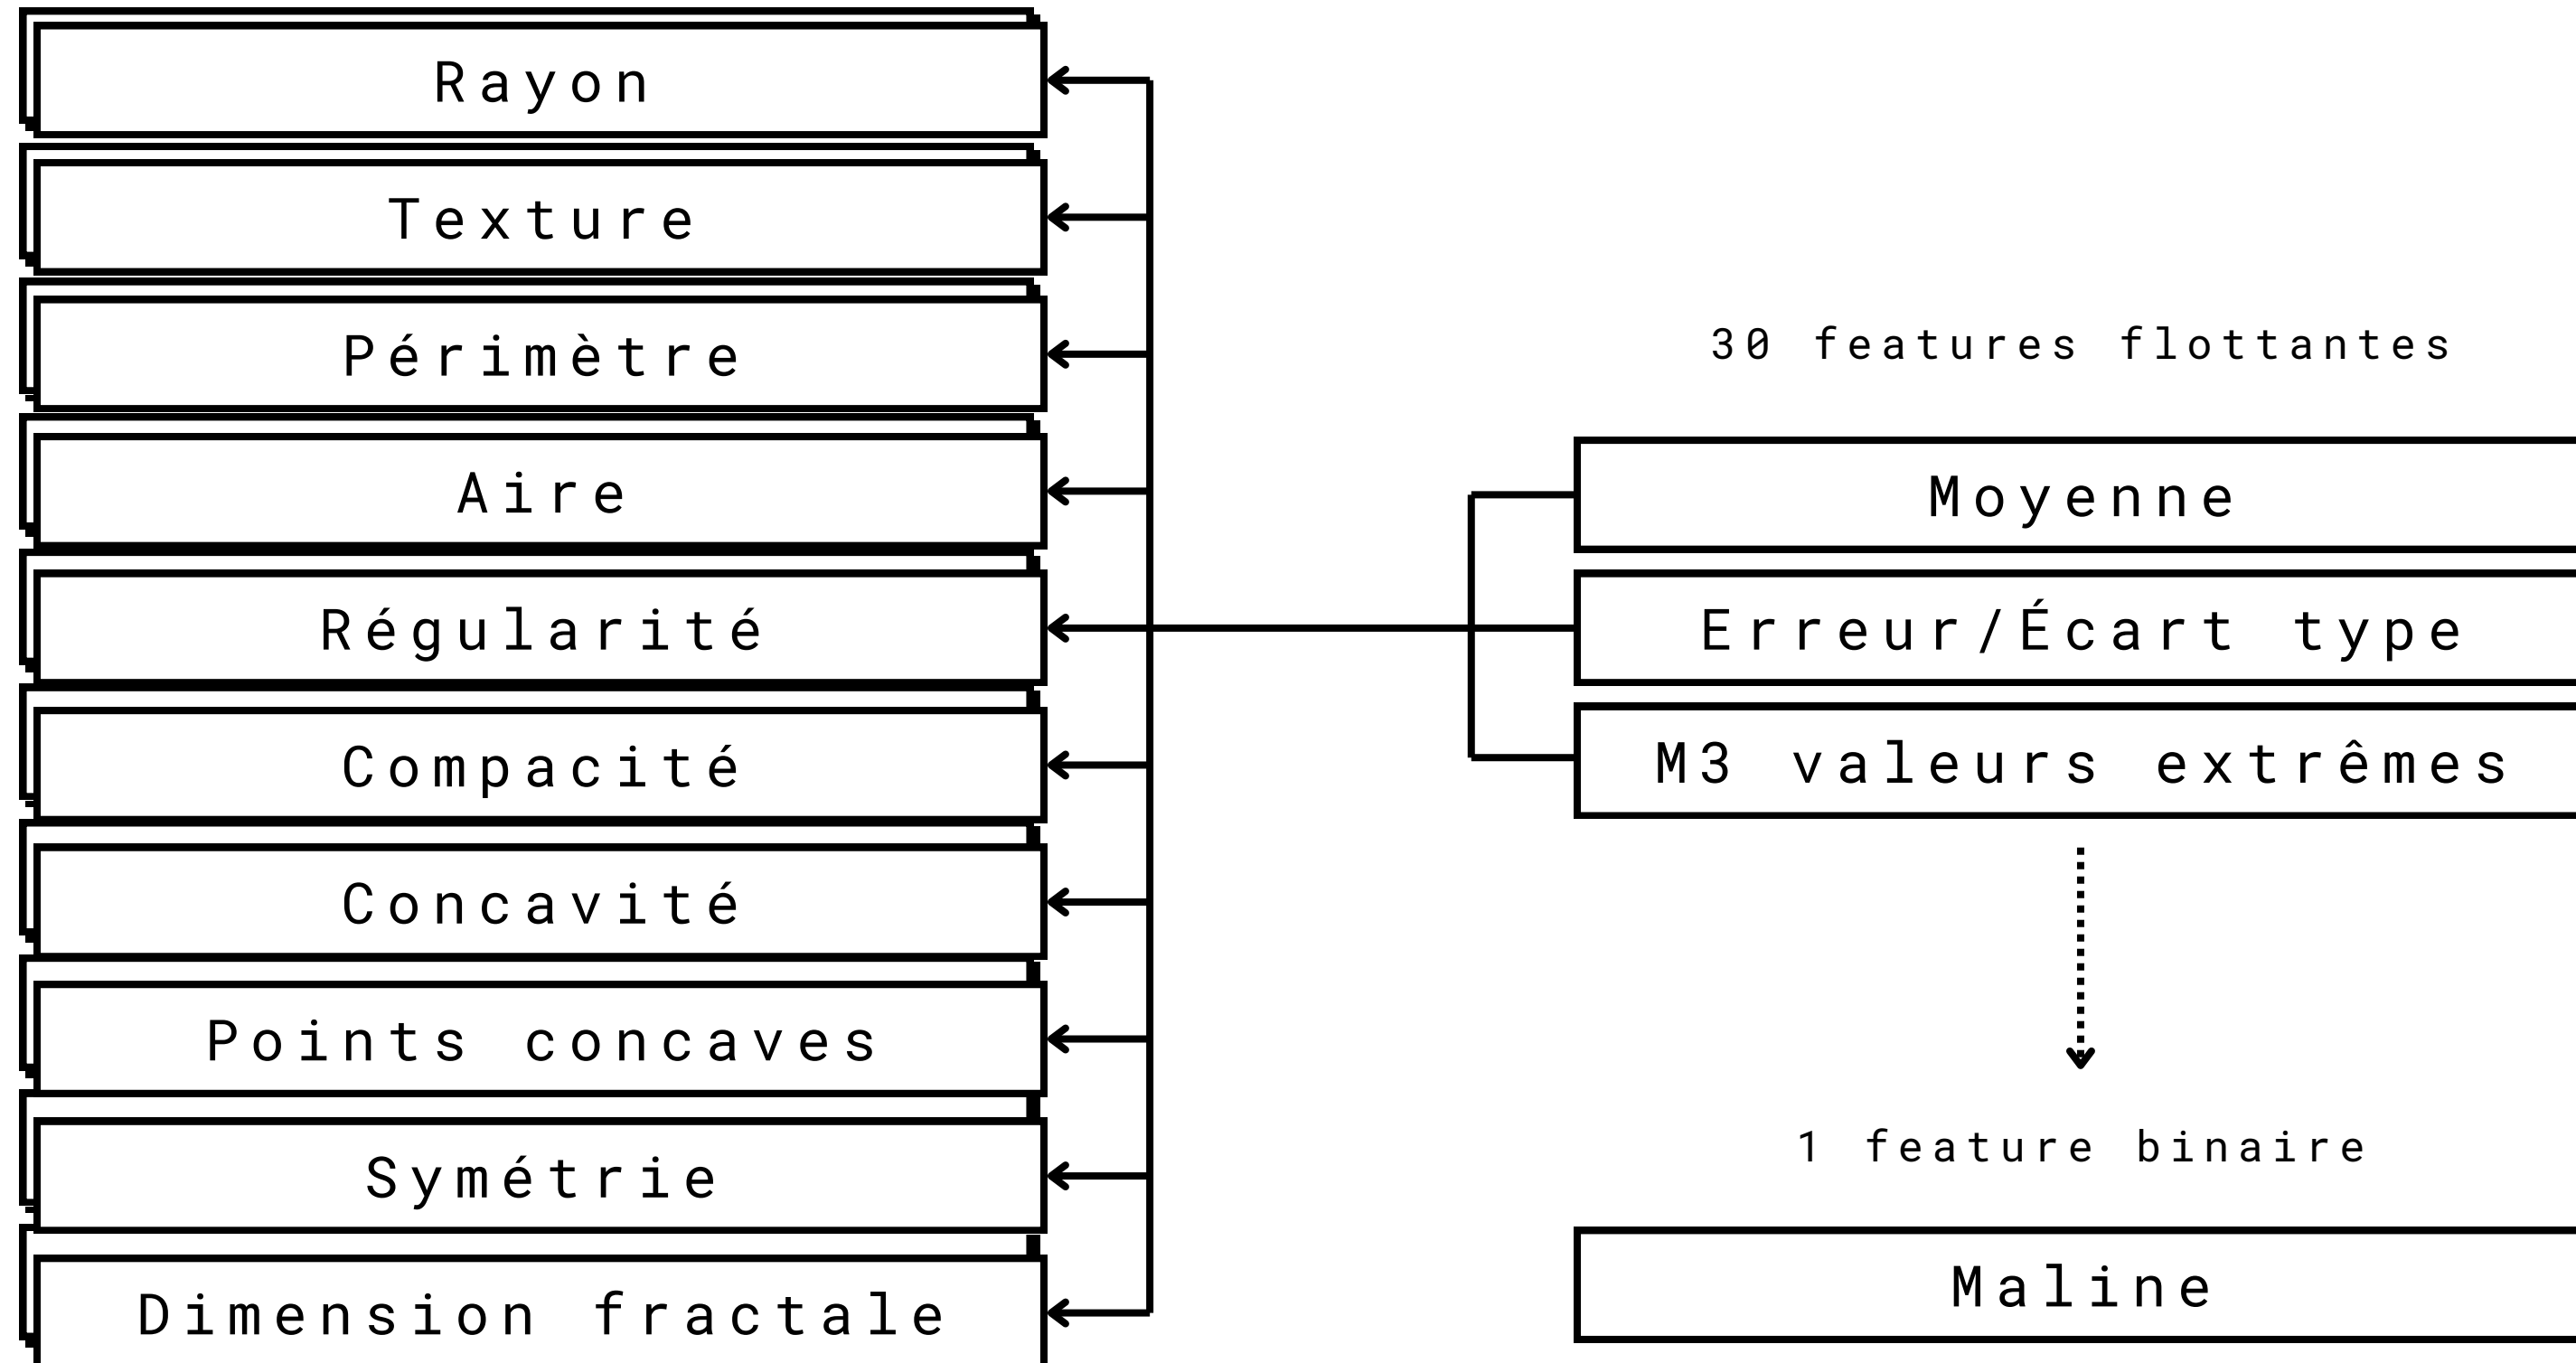 Rayon
Texture
Périmètre
Aire
Régularité
Compacité
Concavité
Points concaves
Symétrie
Dimension fractale
30 features flottantes
Moyenne
Erreur/Écart type
M3 valeurs extrêmes
1 feature binaire
Maline